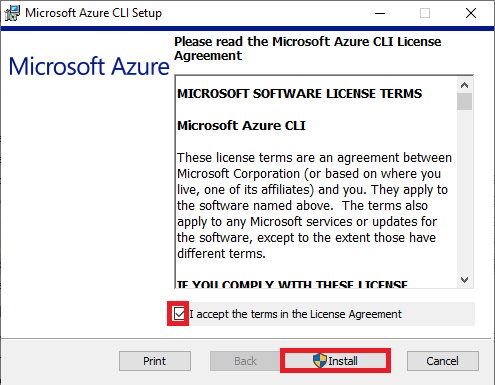 Microsoft Azure CLI Setup
Please read the Microsoft Azure CLI License
Agreement
Microsoft Azure
MICROSOFT SOFTWARE LICENSE TERMS
Microsoft Azure CLI
These license terms are an agreement between
Microsoft Corporation (or based on where you
live, one of its affiliates) and you. They apply to
the software named above.  The terms also
apply to any Microsoft services or updates for
the software, except to the extent those have
different terms.
IF YOU COMPLY WITH THESE LICENSE
I accept the terms in the License Agreement
Print
Back
Install
Cancel